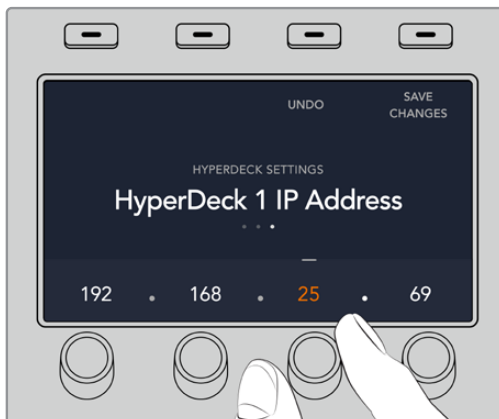 UNDO
SAVE
CHANGES
HYPERDECK SETTINGS
HyperDeck 1 IP Address
192 . 168 . 25 . 69